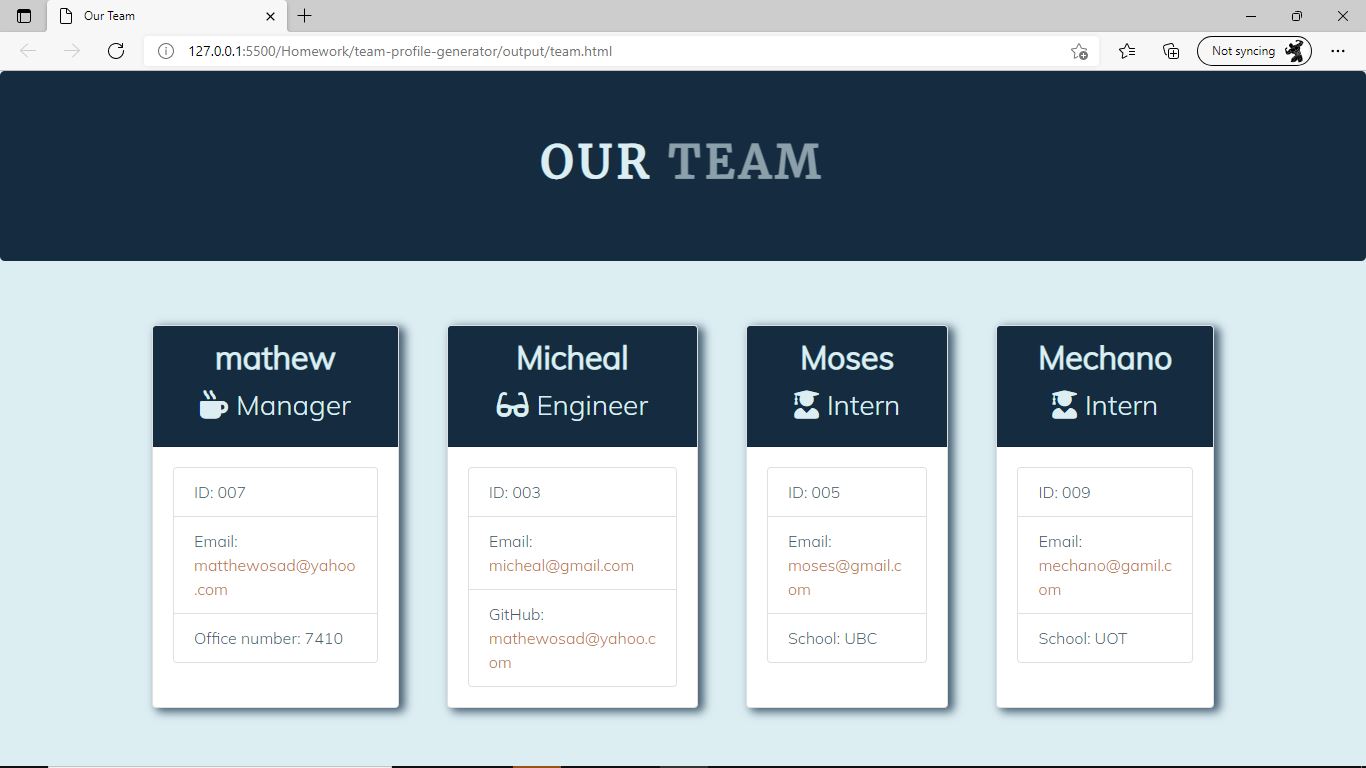 Our Team
127.0.0.1:5500/Homework/team-profile-generator/output/team.html
Not syncing
OUR TEAM
mathew
Manager
ID: 007
Email:
matthewosad@yahoo
.com
Office number: 7410
Micheal
Engineer
ID: 003
Email:
micheal@gmail.com
GitHub:
mathewosad@yahoo.c
om
Moses
Intern
ID: 005
Email:
moses@gmail.c
om
School: UBC
Mechano
Intern
ID: 009
Email:
mechano@gamil.c
om
School: UOT